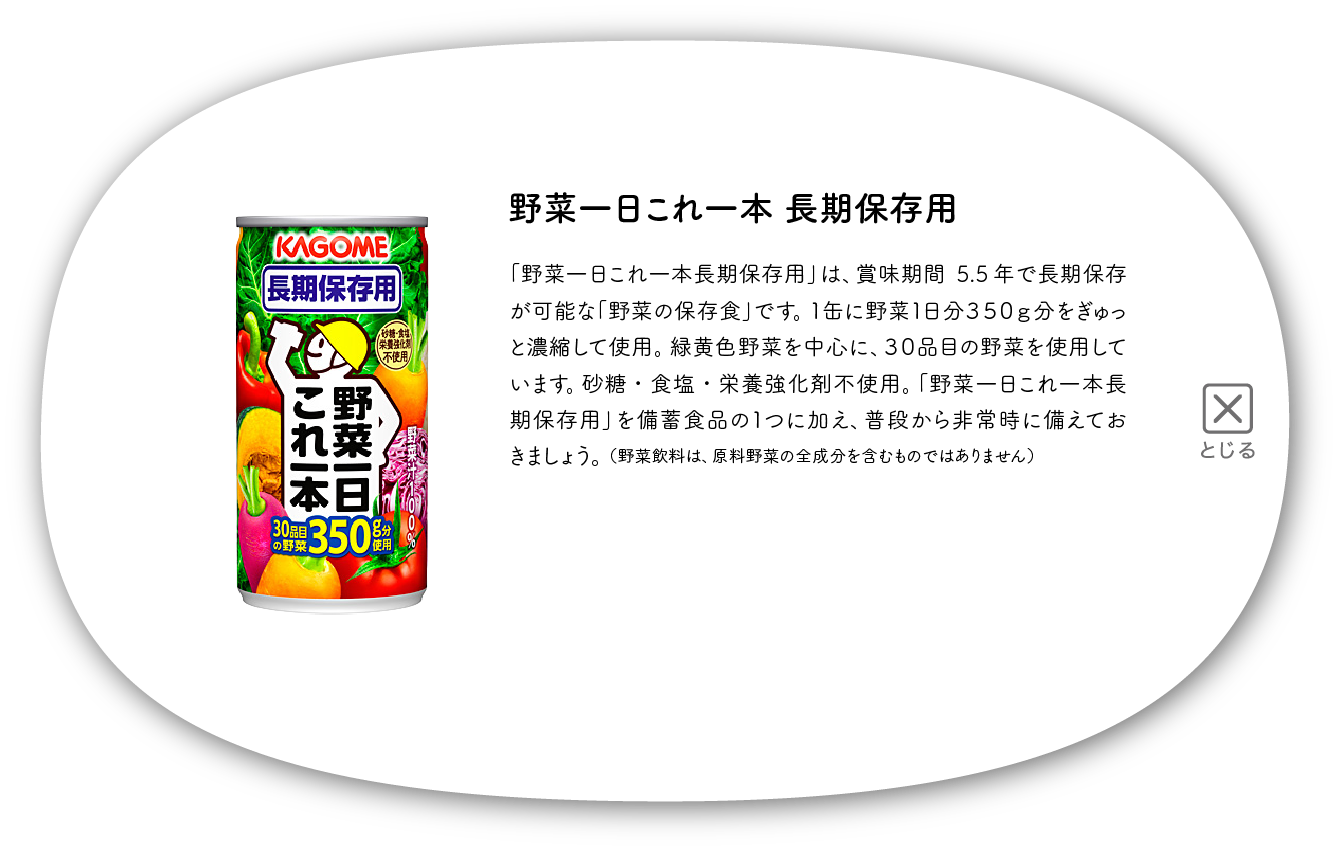 KAGOME
長期保存用
砂糖・食塩
栄養強化剤
不使用
野菜一日
これ一本
野菜汁100%
30品目
の野菜
350g分
使用
野菜一日これ一本 長期保存用
「野菜一日これ一本長期保存用」は、賞味期間 5.5年で長期保存
が可能な「野菜の保存食」です。1缶に野菜1日分350g分をぎゅっ
と濃縮して使用。緑黄色野菜を中心に、30品目の野菜を使用して
います。砂糖・食塩・栄養強化剤不使用。「野菜一日これ一本長
期保存用」を備蓄食品の1つに加え、普段から非常時に備えてお
きましょう。（野菜飲料は、原料野菜の全成分を含むものではありません）
とじる